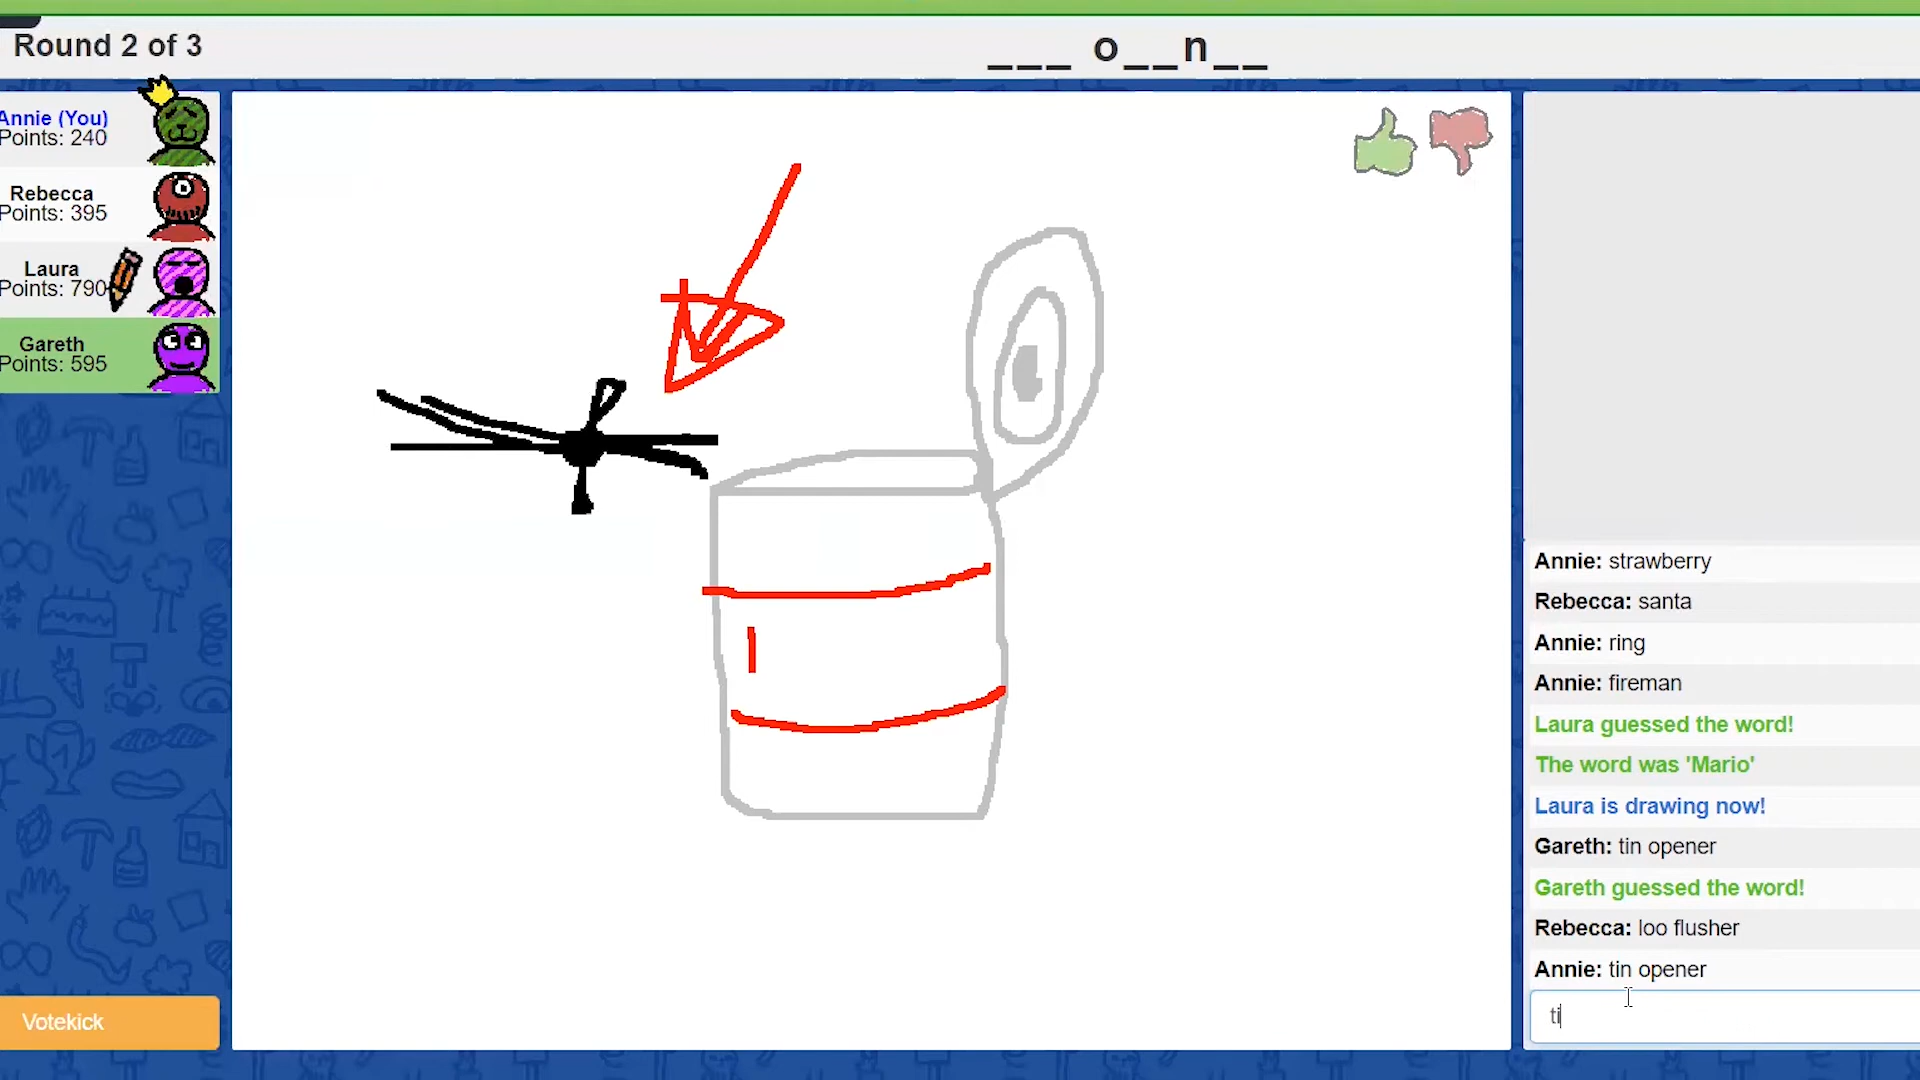 Round 2 of 3
___ o__n__
Annie (You)
Points: 240
Rebecca
Points: 395
Laura
Points: 790
Gareth
Points: 595
Annie: strawberry
Rebecca: santa
Annie: ring
Annie: fireman
Laura guessed the word!
The word was 'Mario'
Laura is drawing now!
Gareth: tin opener
Gareth guessed the word!
Rebecca: loo flusher
Annie: tin opener
ti
Votekick